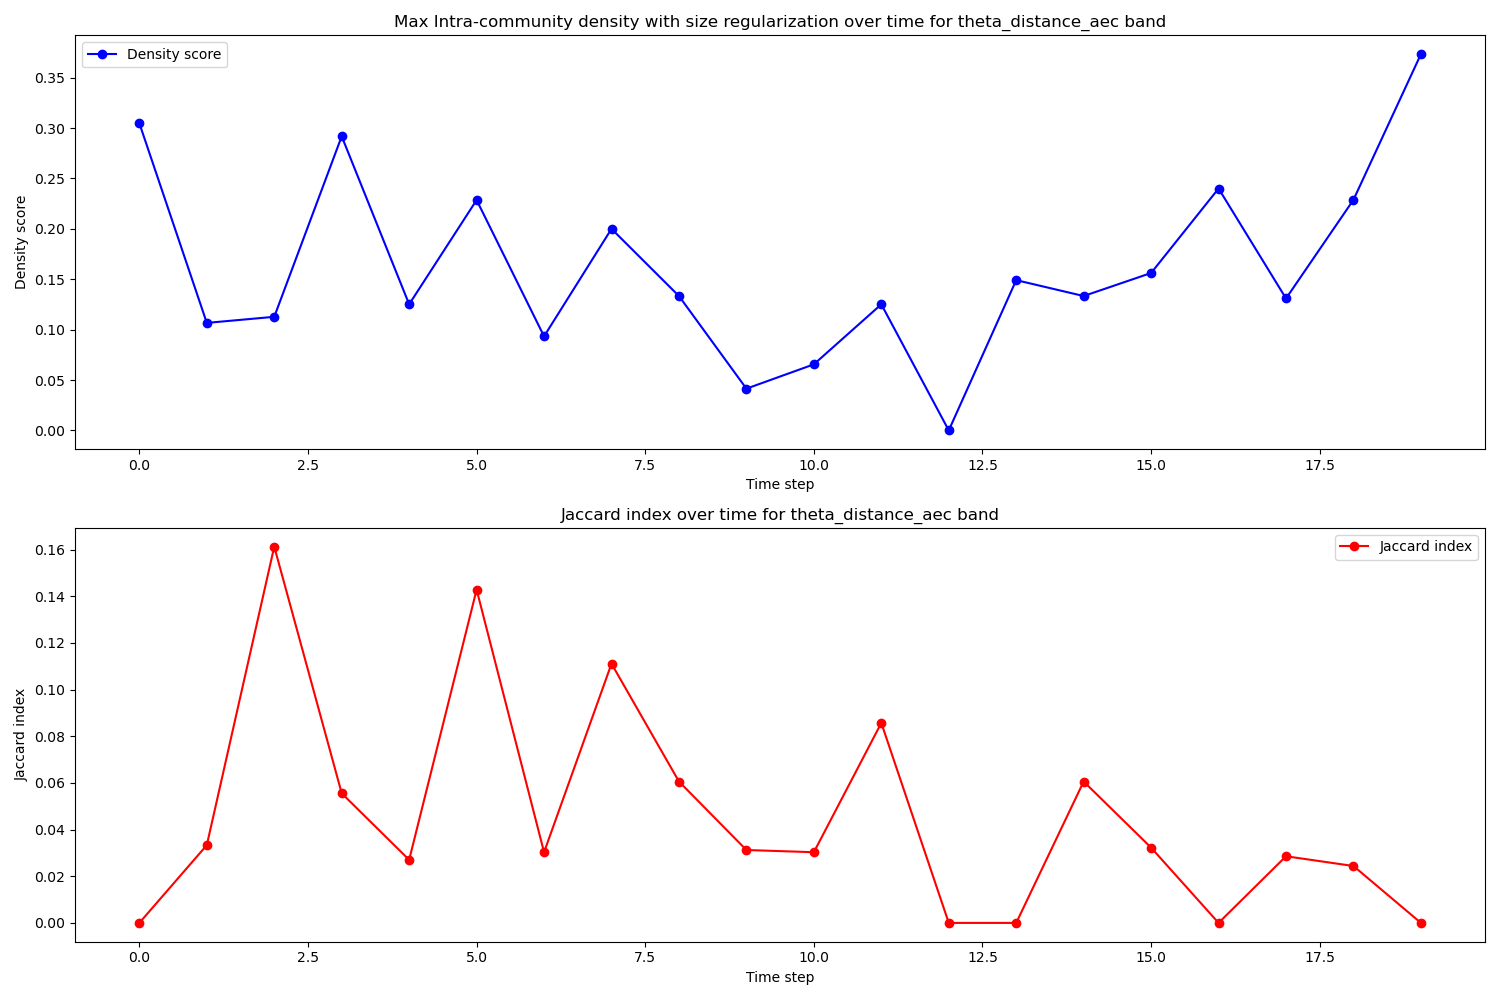 Max Intra-community density with size regularization over time for theta_distance_aec band
Density score
Density score
0.35
0.30
0.25
0.20
0.15
0.10
0.05
0.00
0.0 2.5 5.0 7.5 10.0 12.5 15.0 17.5
Time step
Jaccard index over time for theta_distance_aec band
Jaccard index
Jaccard index
0.16
0.14
0.12
0.10
0.08
0.06
0.04
0.02
0.00
0.0 2.5 5.0 7.5 10.0 12.5 15.0 17.5
Time step